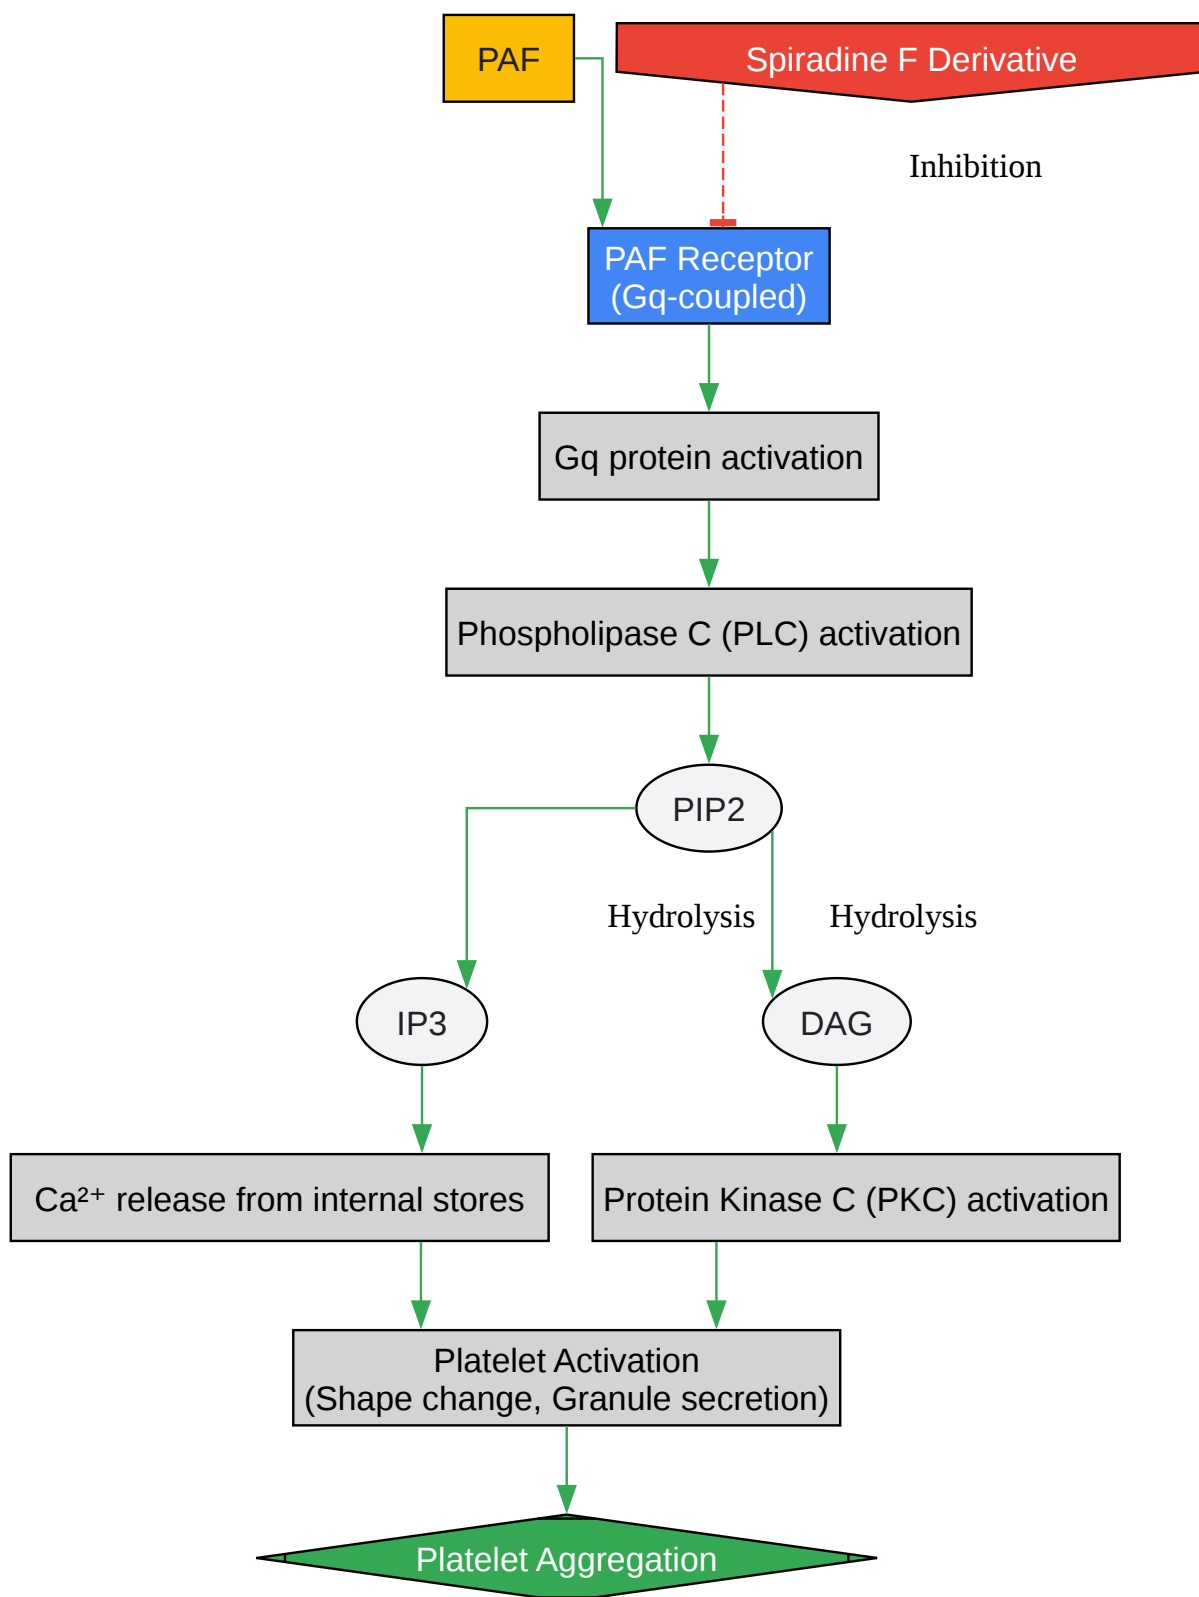 PAF
Spiradine F Derivative
Inhibition
PAF Receptor
(Gq-coupled)
Gq protein activation
Phospholipase C (PLC) activation
PIP2
Hydrolysis
Hydrolysis
IP3
DAG
Ca²⁺ release from internal stores
Protein Kinase C (PKC) activation
Platelet Activation
(Shape change, Granule secretion)
Platelet Aggregation